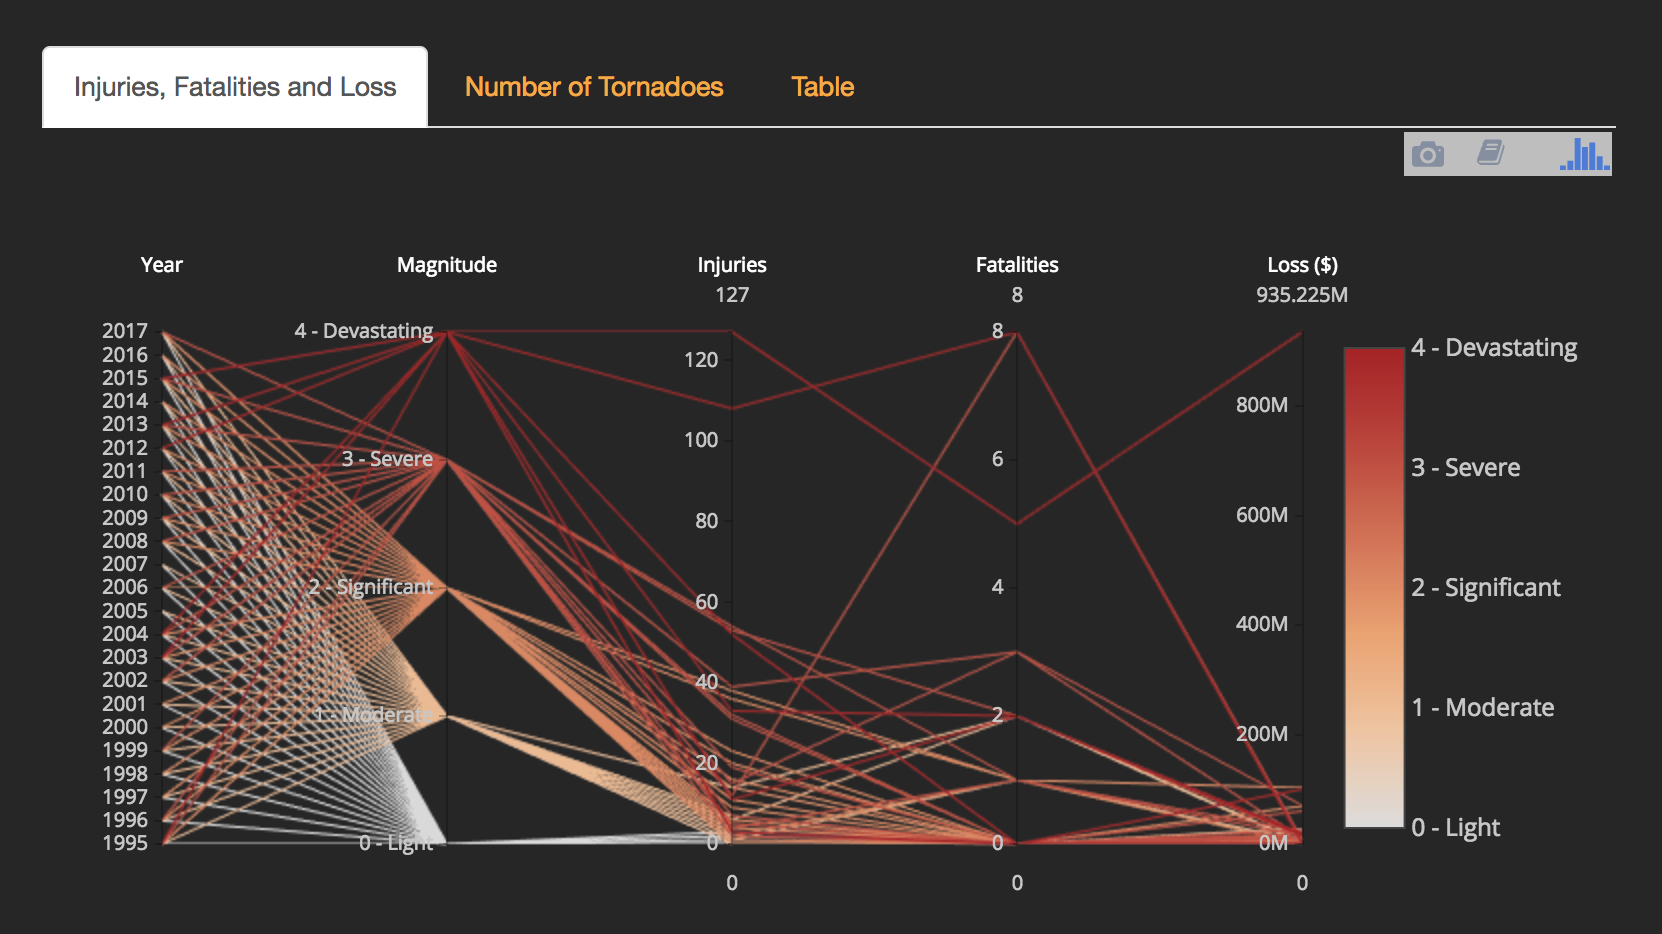 Injuries, Fatalities and Loss
Number of Tornadoes
Table
Year
Magnitude
Injuries
Fatalities
Loss ($)
127
8
935.225M
2017
2016
2015
2014
2013
2012
2011
2010
2009
2008
2007
2006
2005
2004
2003
2002
2001
2000
1999
1998
1997
1996
1995
4 - Devastating
3 - Severe
2 - Significant
1 - Moderate
0 - Light
120
100
80
60
40
20
0
0
8
6
4
2
0
0
800M
600M
400M
200M
0M
0
4 - Devastating
3 - Severe
2 - Significant
1 - Moderate
0 - Light